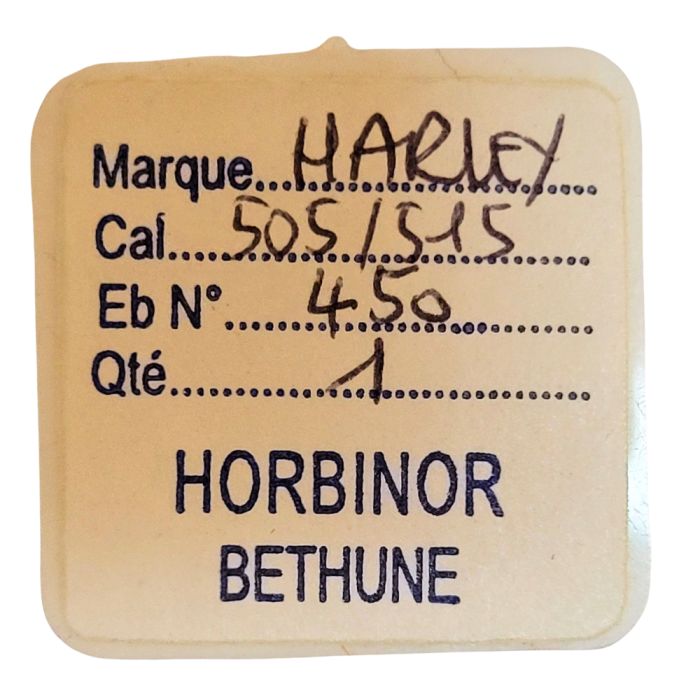 Marque.....HARLEY.....
Cal.....505/515.....
Eb N°.....450.....
Qté.....1.....
HORBINOR
BETHUNE